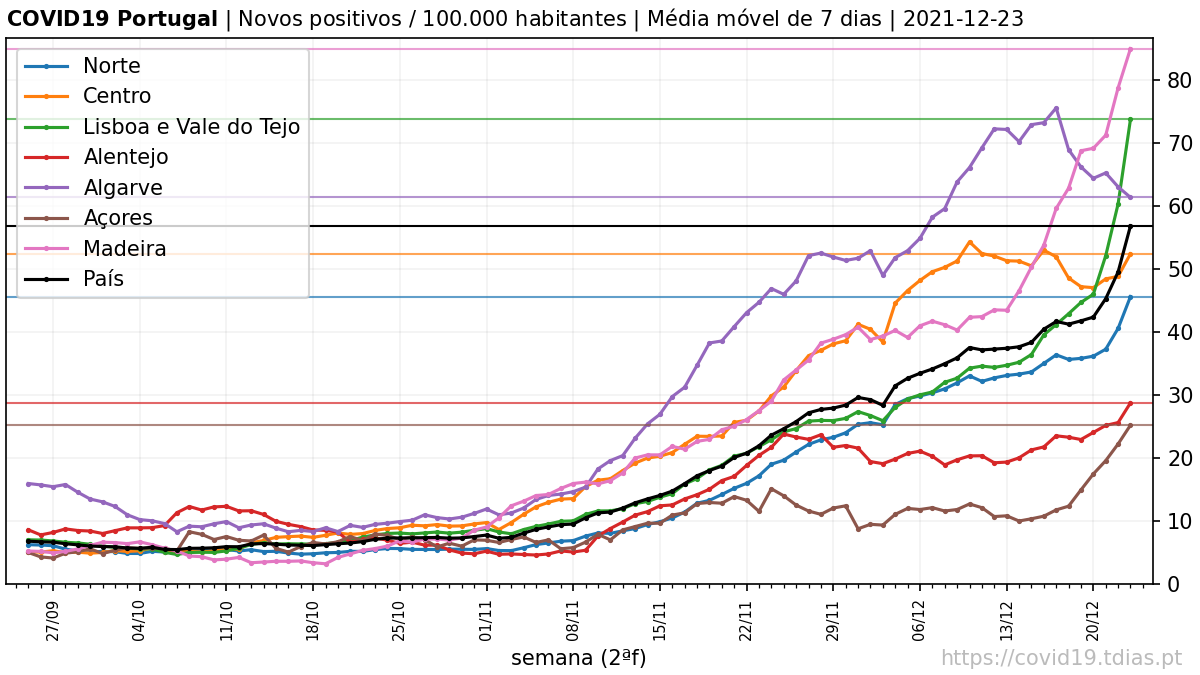 COVID19 Portugal | Novos positivos / 100.000 habitantes | Média móvel de 7 dias | 2021-12-23
Norte
Centro
Lisboa e Vale do Tejo
Alentejo
Algarve
Açores
Madeira
País
80
70
60
50
40
30
20
10
0
27/09
04/10
11/10
18/10
25/10
01/11
08/11
15/11
22/11
29/11
06/12
13/12
20/12
semana (2ªf)
https://covid19.tdias.pt